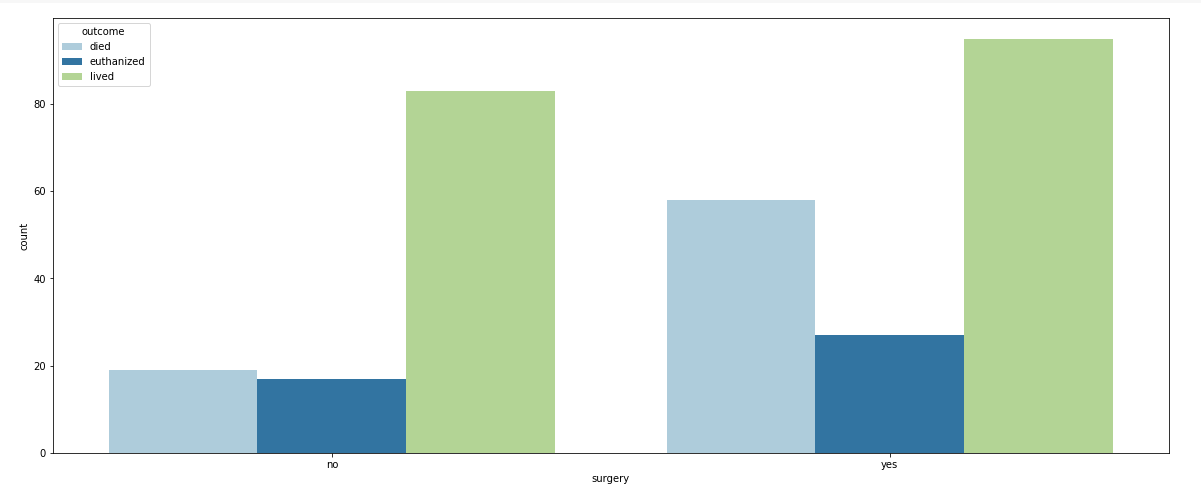 outcome
died
euthanized
lived
80
60
40
20
0
count
no
yes
surgery